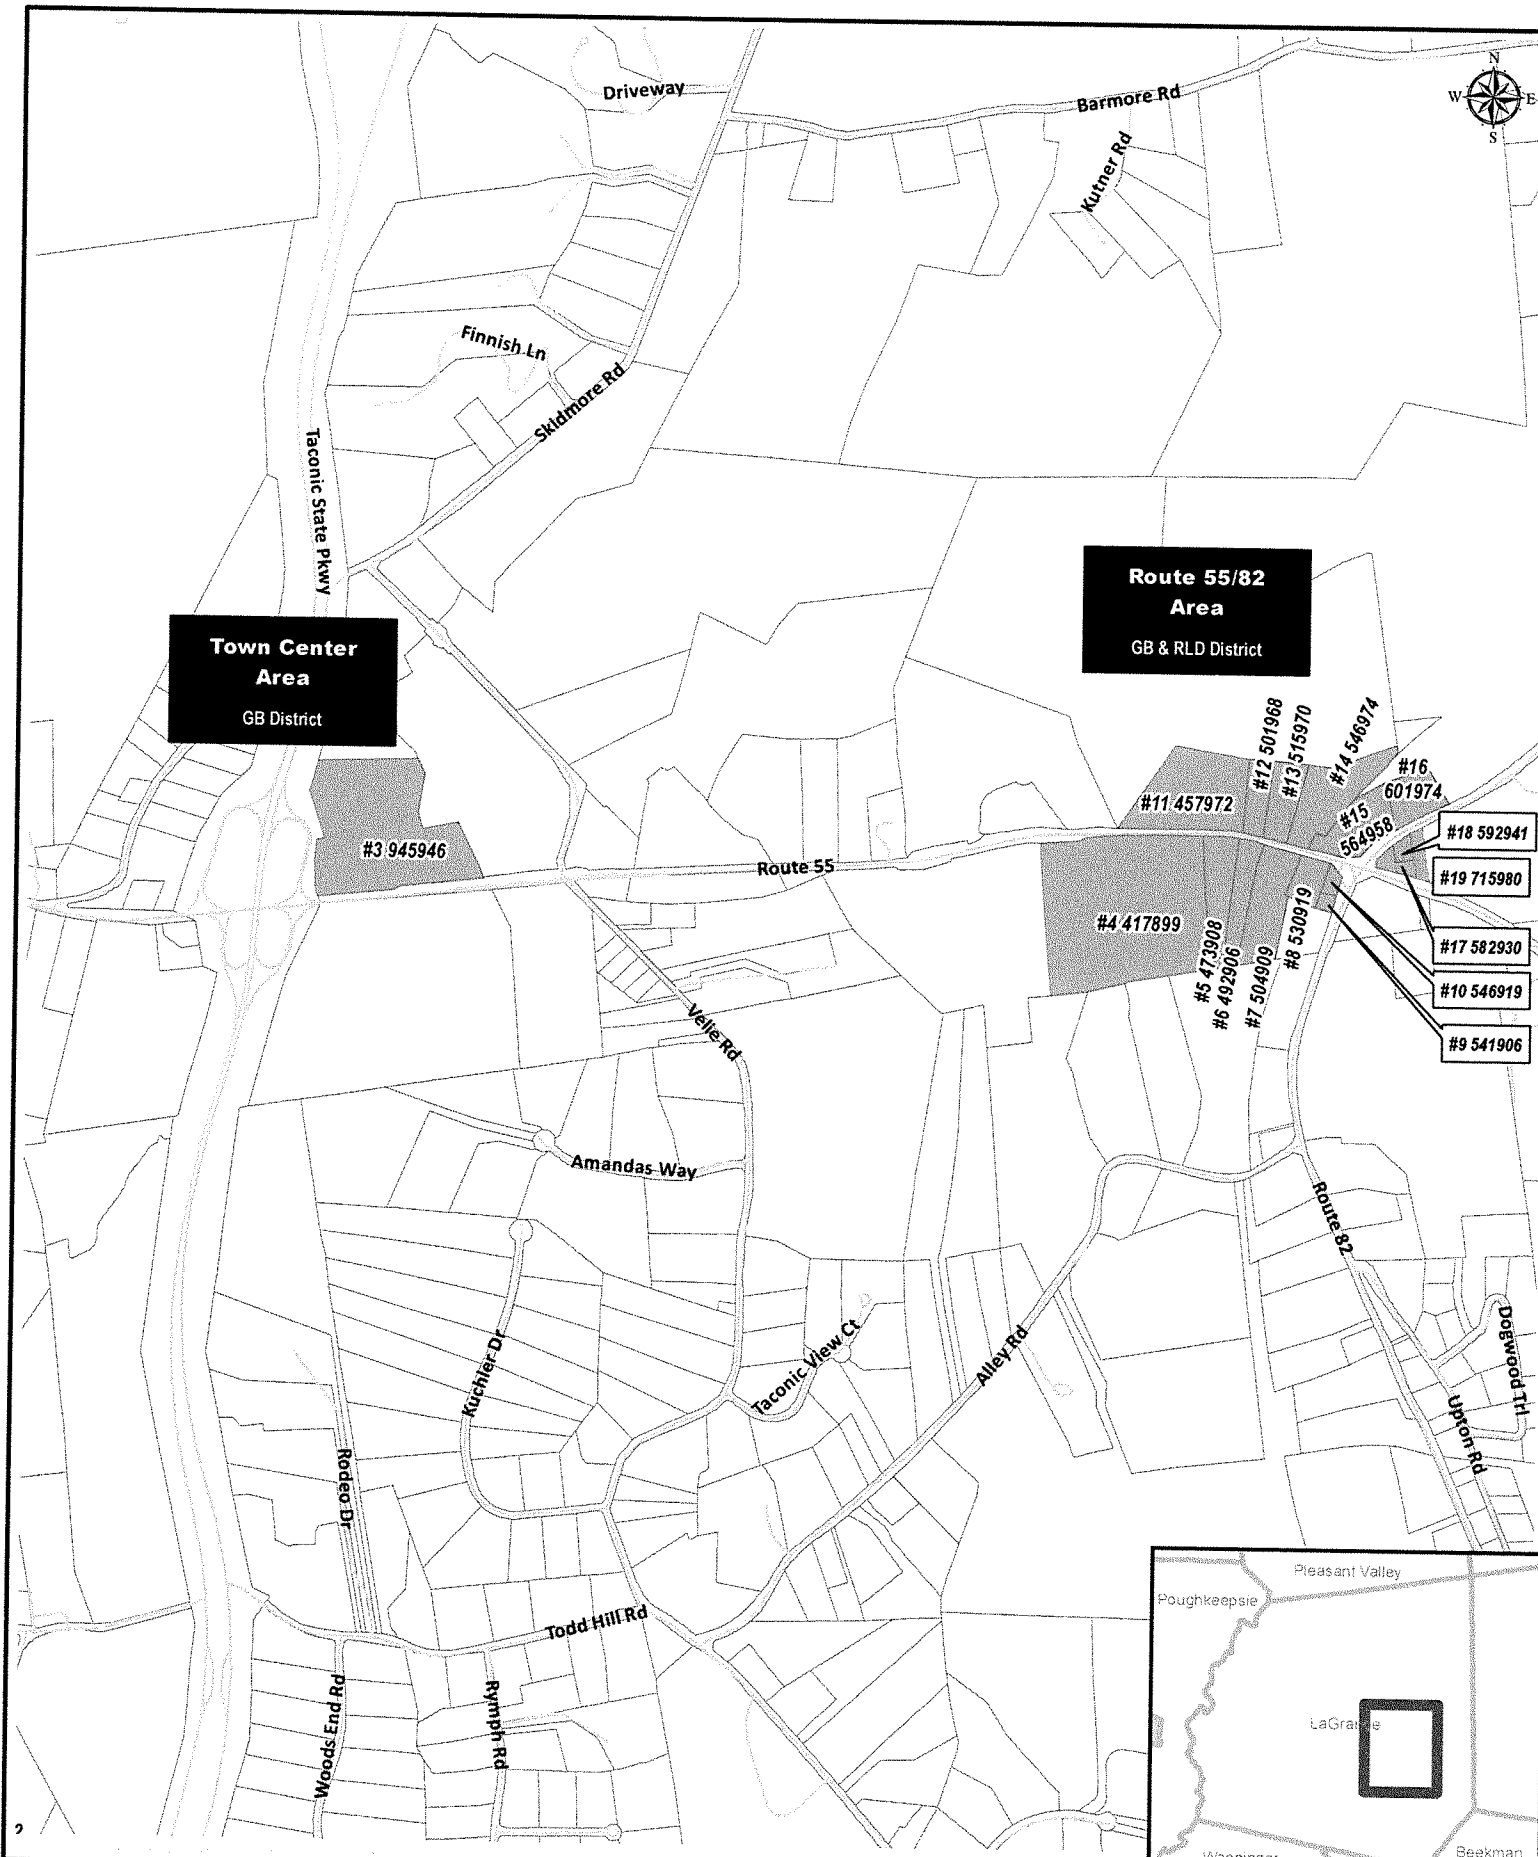 N
W
E
S
Driveway
Barmore Rd
Kutner Rd
Finnish Ln
Skidmore Rd
Taconic State Pkwy
Route 55/82
Area
GB & RLD District
Town Center
Area
GB District
#12 501968
#13 515970
#14 546974
#16
601974
#11 457972
#15
564958
#18 592941
#3 945946
Route 55
#19 715980
#4 417899
#5 473908
#6 492906
#7 504909
#8 530919
#17 582930
#10 546919
#9 541906
Velie Rd
Amandas Way
Route 82
Kuchler Dr
Taconic View Ct
Alley Rd
Dogwood Trl
Upton Rd
Rodeo Dr
Todd Hill Rd
Woods End Rd
Rymph Rd
Pleasant Valley
Poughkeepsie
LaGrange
Beekman
2